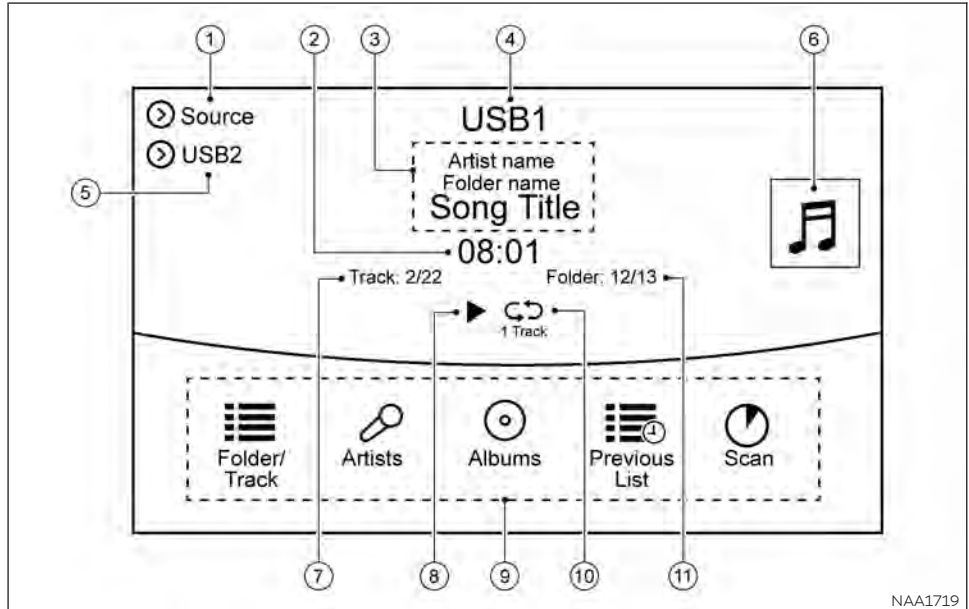 1
2
3
4
6
Source
USB1
USB2
5
Artist name
Folder name
Song Title
08:01
Track: 2/22
Folder: 12/13
1 Track
Folder/
Track
Artists
Albums
Previous
List
Scan
7
8
9
10
11
NAA1719